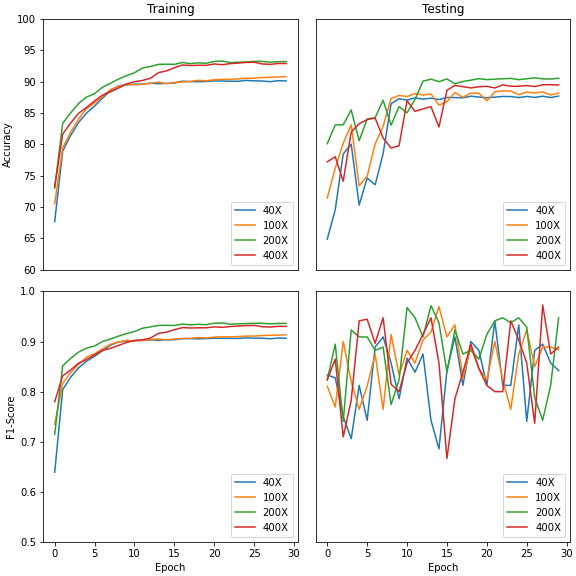 Training
Testing
Accuracy
100
95
90
85
80
75
70
65
60
40X
100X
200X
400X
40X
100X
200X
400X
F1-Score
1.0
0.9
0.8
0.7
0.6
0.5
40X
100X
200X
400X
40X
100X
200X
400X
0 5 10 15 20 25 30
0 5 10 15 20 25 30
Epoch
Epoch